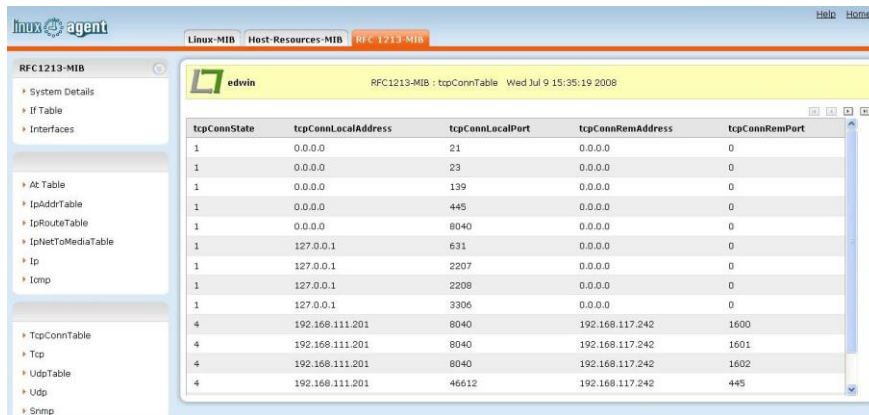 linux agent
Help Home
Linux-MIB Host-Resources-MIB RFC 1213-MIB
RFC1213-MIB
System Details
If Table
Interfaces
At Table
IpAddrTable
IpRouteTable
IpNetToMediaTable
Ip
Icmp
TcpConnTable
Tcp
UdpTable
Udp
Snmp
edwin RFC1213-MIB : tcpConnTable Wed Jul 9 15:35:19 2008
tcpConnState tcpConnLocalAddress tcpConnLocalPort tcpConnRemAddress tcpConnRemPort
1 0.0.0.0 21 0.0.0.0 0
1 0.0.0.0 23 0.0.0.0 0
1 0.0.0.0 139 0.0.0.0 0
1 0.0.0.0 445 0.0.0.0 0
1 0.0.0.0 8040 0.0.0.0 0
1 127.0.0.1 631 0.0.0.0 0
1 127.0.0.1 2207 0.0.0.0 0
1 127.0.0.1 2208 0.0.0.0 0
1 127.0.0.1 3306 0.0.0.0 0
4 192.168.111.201 8040 192.168.117.242 1600
4 192.168.111.201 8040 192.168.117.242 1601
4 192.168.111.201 8040 192.168.117.242 1602
4 192.168.111.201 46612 192.168.117.242 445